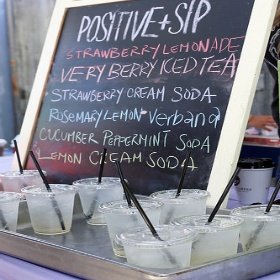 POSITIVE+SIP
STRAWBERRY LEMONADE
VERY BERRY ICED TEA
STRAWBERRY CREAM SODA
ROSEMARY LEMON verbana
CUCUMBER PEPPERMINT SODA
LEMON CREAM SODA